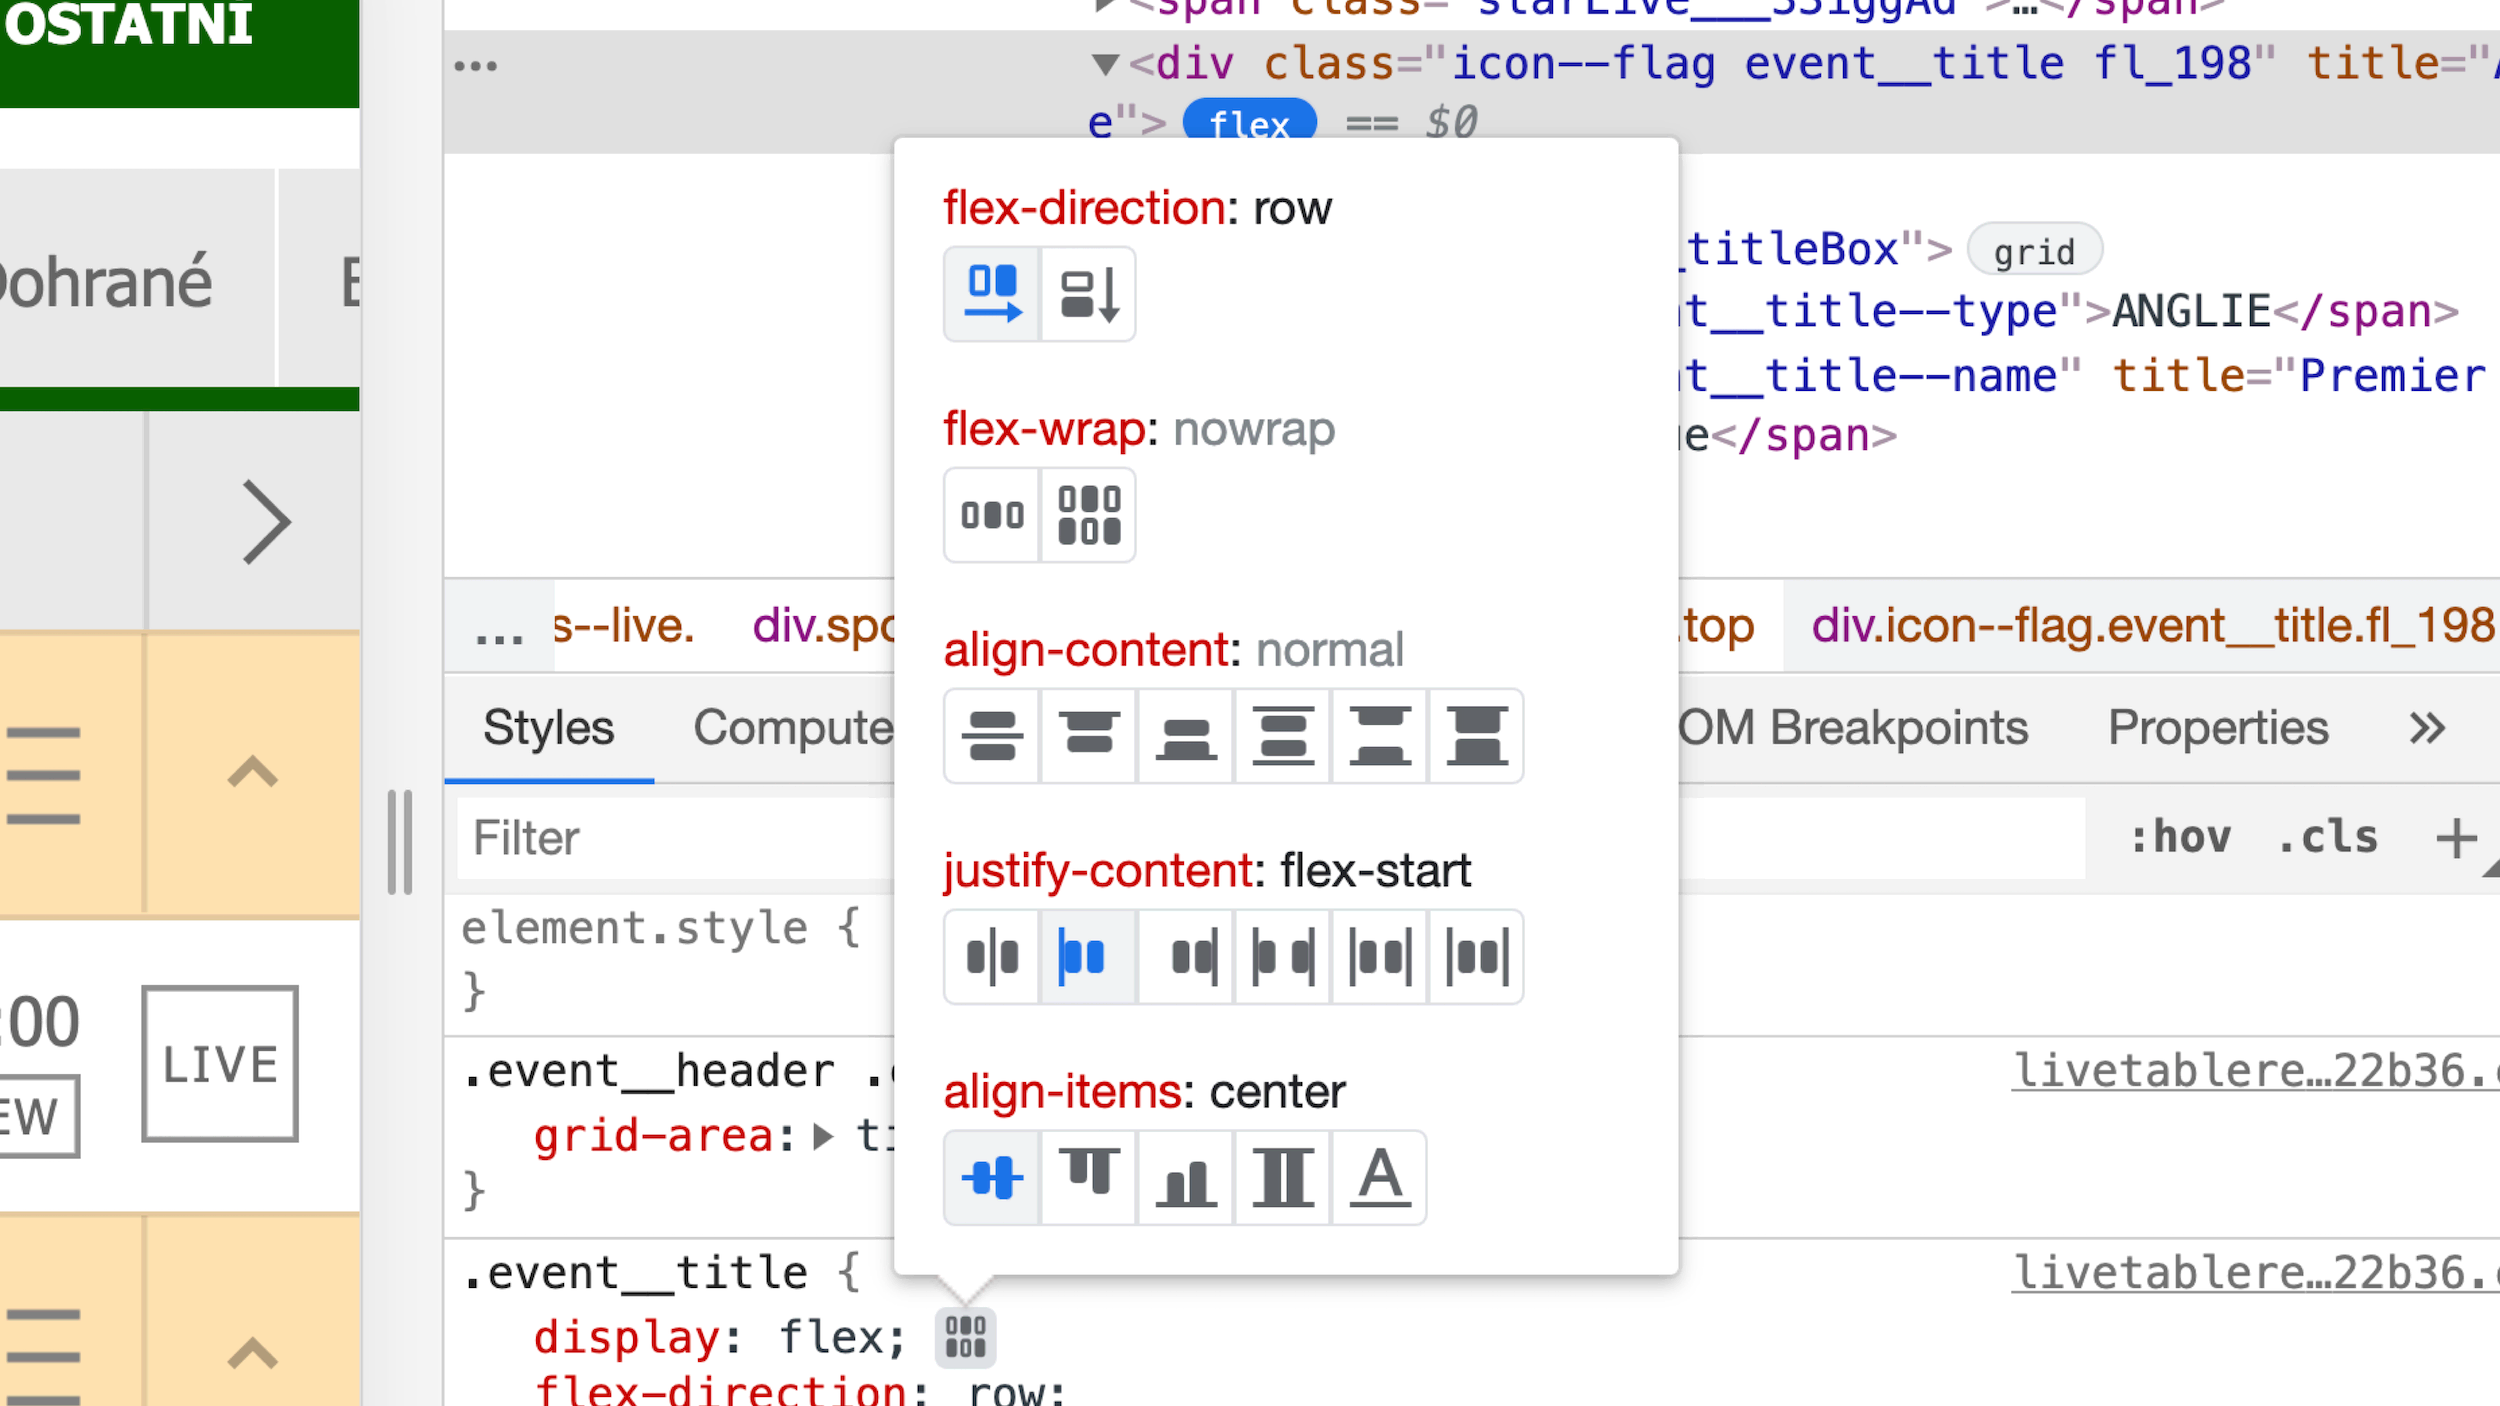 OSTATNI
Dohrané
LIVE
<div class="icon--flag event__title fl_198" title="
e"> flex == $0
titleBox"> grid
t__title--type">ANGLIE</span>
t__title--name" title="Premier
e</span>
flex-direction: row
flex-wrap: nowrap
align-content: normal
justify-content: flex-start
align-items: center
A
... s--live. div.spo
.top div.icon--flag.event__title.fl_198
Styles Compute
OM Breakpoints Properties »
Filter
:hov .cls +
element.style {
}
.event__header .
livetablere…22b36.
grid-area: ▶ ti
}
.event__title {
livetablere…22b36.
display: flex;
flex-direction: row;
:00
EW